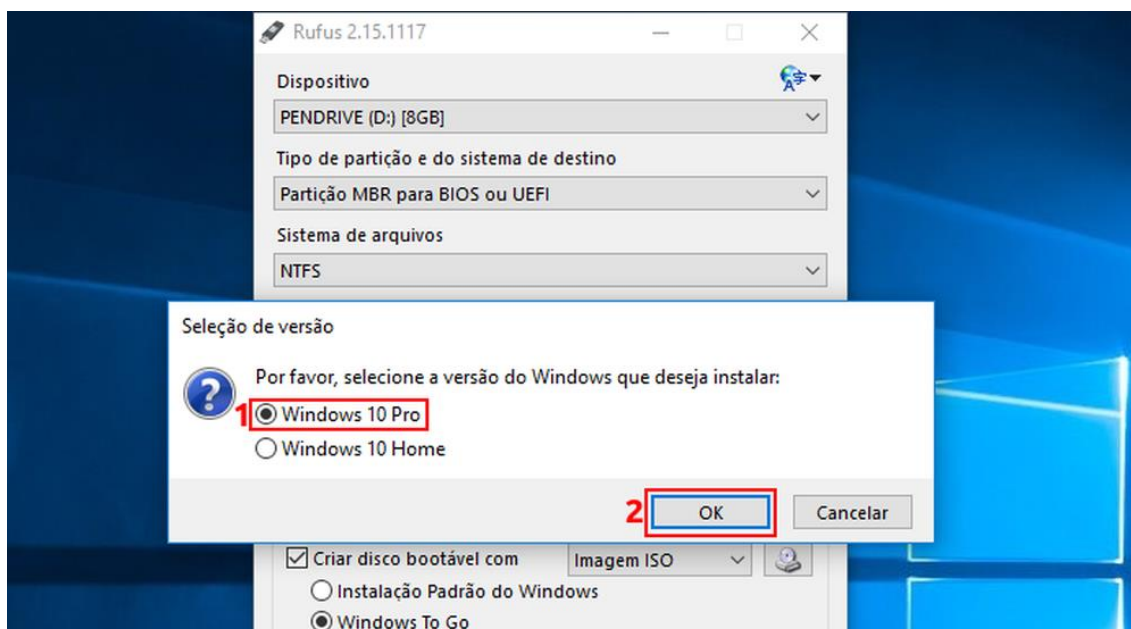 Rufus 2.15.1117
Dispositivo
PENDRIVE (D:) [8GB]
Tipo de partição e do sistema de destino
Partição MBR para BIOS ou UEFI
Sistema de arquivos
NTFS
Seleção de versão
Por favor, selecione a versão do Windows que deseja instalar:
1 Windows 10 Pro
Windows 10 Home
2 OK Cancelar
Criar disco bootável com Imagem ISO
Instalação Padrão do Windows
Windows To Go